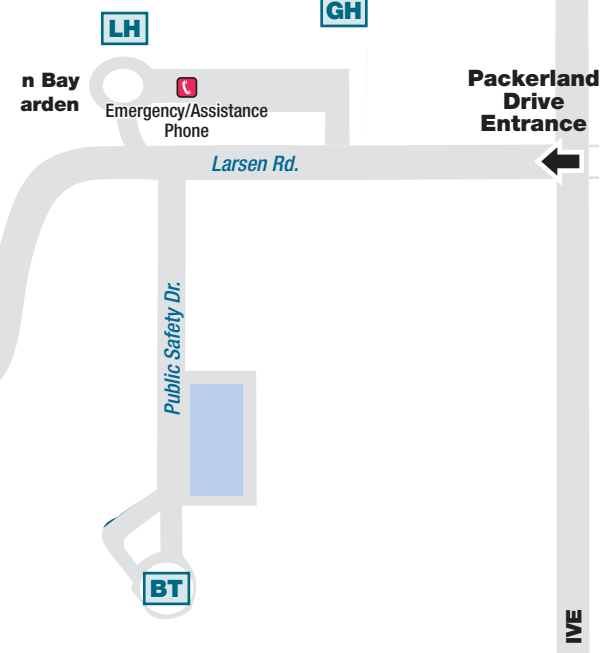 GH
LH
n Bay
arden
Emergency/Assistance
Phone
Packerland
Drive
Entrance
Larsen Rd.
Public Safety Dr.
BT
IVE